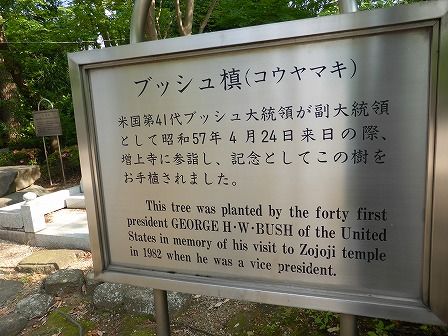 ブッシュ槙(コウヤマキ)
米国第41代ブッシュ大統領が副大統領
として昭和57年4月24日来日の際、
増上寺に参詣し、記念としてこの樹を
お手植されました。
This tree was planted by the forty first
president GEORGE H·W·BUSH of the United
States in memory of his visit to Zojoji temple
in 1982 when he was a vice president.